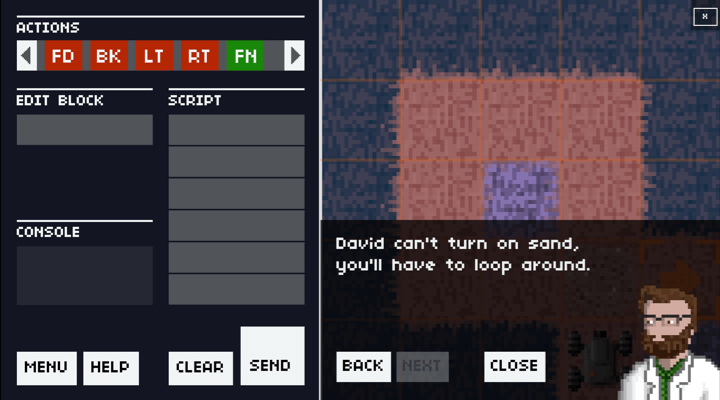 ACTIONS
FD BK LT RT FN
EDIT BLOCK
SCRIPT
CONSOLE
MENU HELP CLEAR SEND
x
David can't turn on sand,
you'll have to loop around.
BACK NEXT CLOSE